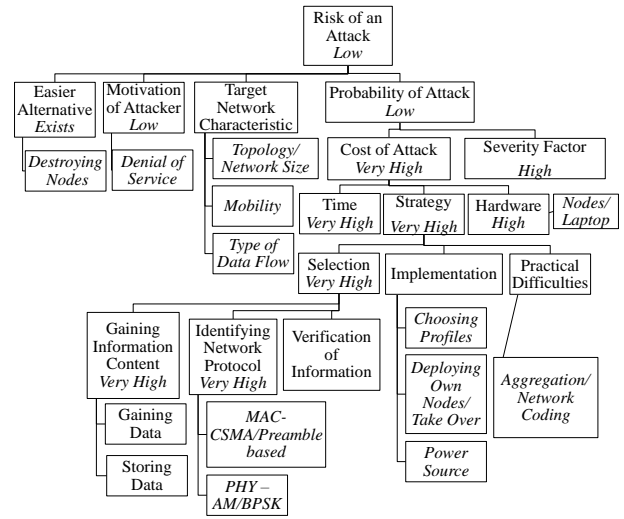 Risk of an
Attack
Low
Easier
Alternative
Exists
Motivation
of Attacker
Low
Target
Network
Characteristic
Probability of Attack
Low
Destroying
Nodes
Denial of
Service
Topology/
Network Size
Mobility
Type of
Data Flow
Cost of Attack
Very High
Severity Factor
High
Time
Very High
Strategy
Very High
Hardware
High
Nodes/
Laptop
Selection
Very High
Implementation
Practical
Difficulties
Gaining
Information
Content
Very High
Identifying
Network
Protocol
Very High
Verification
of
Information
Choosing
Profiles
Deploying
Own
Nodes/
Take Over
Power
Source
Aggregation/
Network
Coding
Gaining
Data
Storing
Data
MAC-
CSMA/Preamble
based
PHY –
AM/BPSK